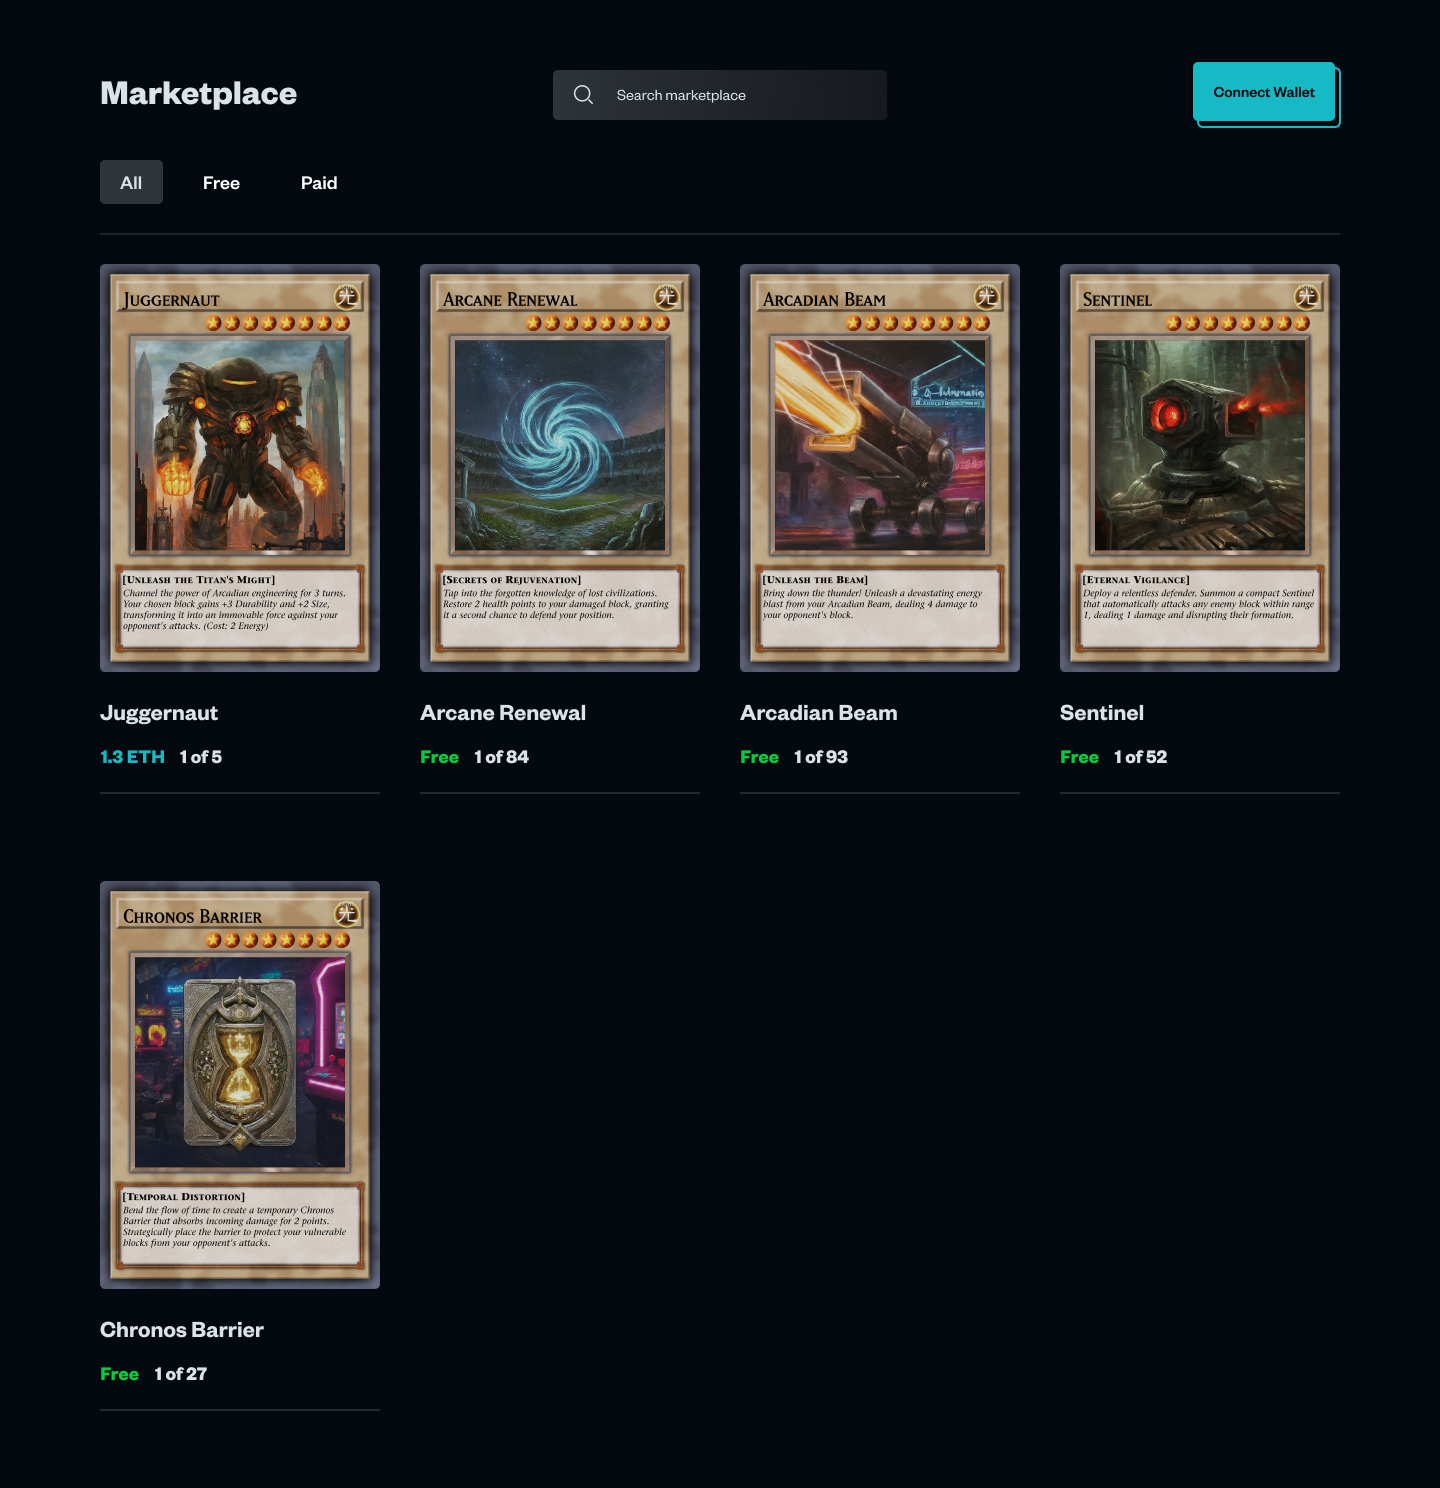 Marketplace
Search marketplace
Connect Wallet
All
Free
Paid
Juggernaut
光
[Unleash the Titan's Might]
Channel the power of Arcadian engineering for 3 turns.
Your chosen block gains +3 Durability and +2 Size,
transforming it into an immovable force against your
opponent's attacks. (Cost: 2 Energy)
Juggernaut
1.3 ETH 1 of 5
Arcane Renewal
光
[Secrets of Rejuvenation]
Tap into the forgotten knowledge of lost civilizations.
Restore 2 health points to your damaged block, granting
it a second chance to defend your position.
Arcane Renewal
Free 1 of 84
Arcadian Beam
光
[Unleash the Beam]
Bring down the thunder! Unleash a devastating energy
blast from your Arcadian Beam, dealing 4 damage to
your opponent's block.
Arcadian Beam
Free 1 of 93
Sentinel
光
[Eternal Vigilance]
Deploy a relentless defender. Summon a compact Sentinel
that automatically attacks any enemy block within range
1, dealing 1 damage and disrupting their formation.
Sentinel
Free 1 of 52
Chronos Barrier
光
[Temporal Distortion]
Bend the flow of time to create a temporary Chronos
Barrier that absorbs incoming damage for 2 points.
Strategically place the barrier to protect your vulnerable
blocks from your opponent's attacks.
Chronos Barrier
Free 1 of 27